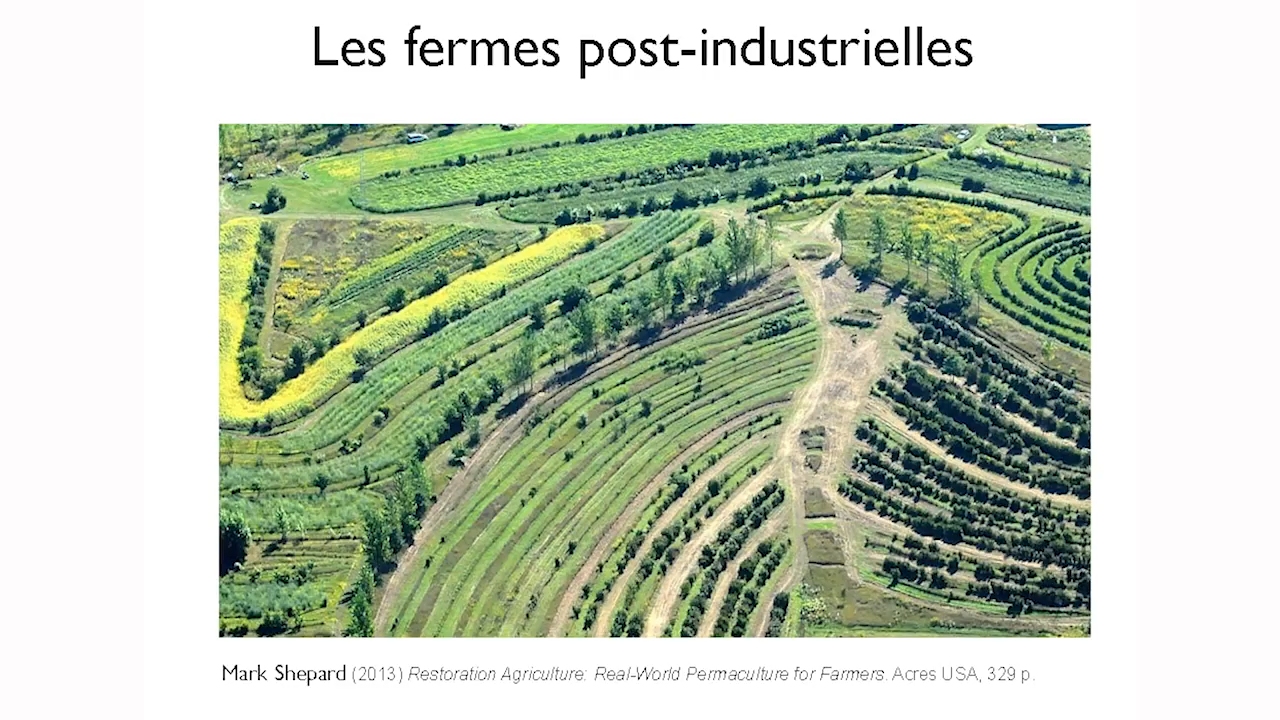 Les fermes post-industrielles
Mark Shepard (2013) Restoration Agriculture: Real-World Permaculture for Farmers. Acres USA, 329 p.